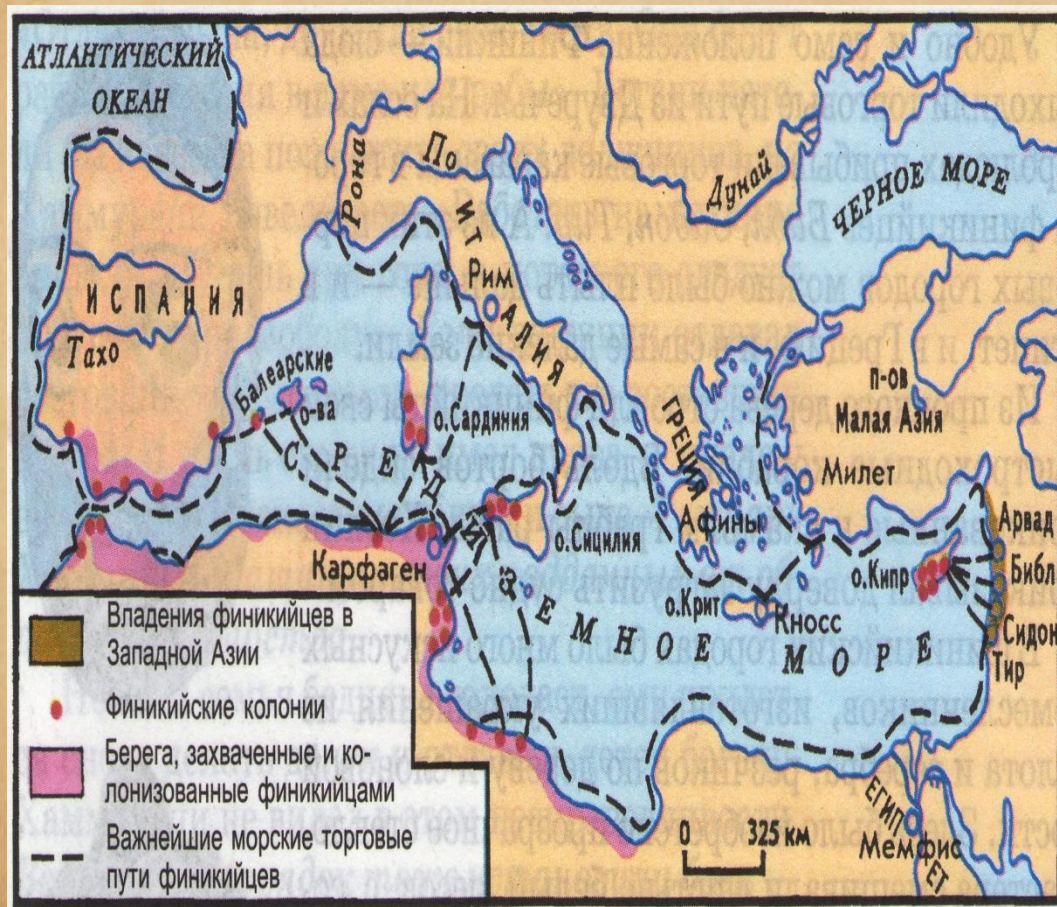 АТЛАНТИЧЕСКИЙ
ОКЕАН
Рона
По
Дунай
ЧЕРНОЕ МОРЕ
ИСПАНИЯ
Тахо
Рим
ИТАЛИЯ
Балеарские
о-ва
о.Сардиния
ГРЕЦИЯ
п-ов
Малая Азия
Милет
Афины
о.Сицилия
Карфаген
СРЕДИЗЕМНОЕ МОРЕ
о.Крит
Кносс
о.Кипр
Арвад
Библ
Сидон
Тир
ЕГИПЕТ
Мемфис
0 325 км
Владения финикийцев в
Западной Азии
Финикийские колонии
Берега, захваченные и ко-
лонизованные финикийцами
Важнейшие морские торговые
пути финикийцев